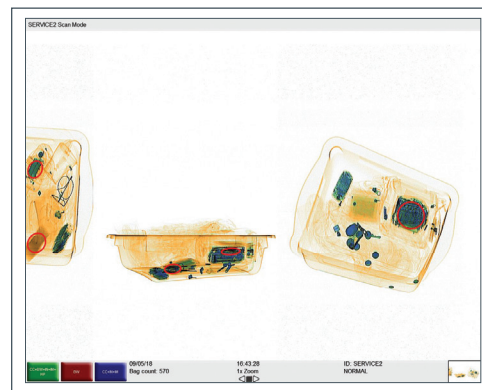 SERVICE2 Scan Mode
09/05/18
Bag count: 570
16.43.28
1x Zoom
ID: SERVICE2
NORMAL